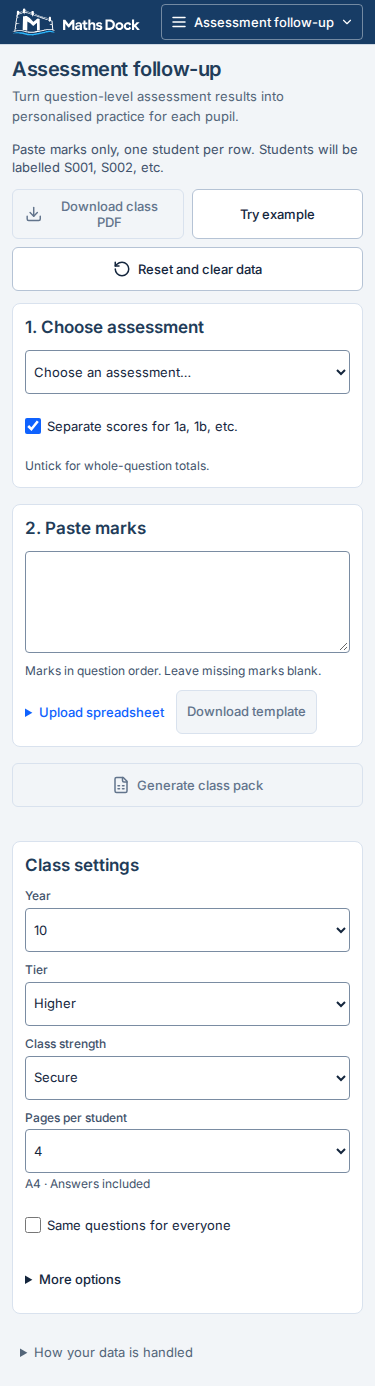 Maths Dock
Assessment follow-up
Assessment follow-up
Turn question-level assessment results into
personalised practice for each pupil.
Paste marks only, one student per row. Students will be
labelled S001, S002, etc.
Download class
PDF
Try example
Reset and clear data
1. Choose assessment
Choose an assessment...
Separate scores for 1a, 1b, etc.
Untick for whole-question totals.
2. Paste marks
Marks in question order. Leave missing marks blank.
Upload spreadsheet
Download template
Generate class pack
Class settings
Year
10
Tier
Higher
Class strength
Secure
Pages per student
4
A4 · Answers included
Same questions for everyone
More options
How your data is handled